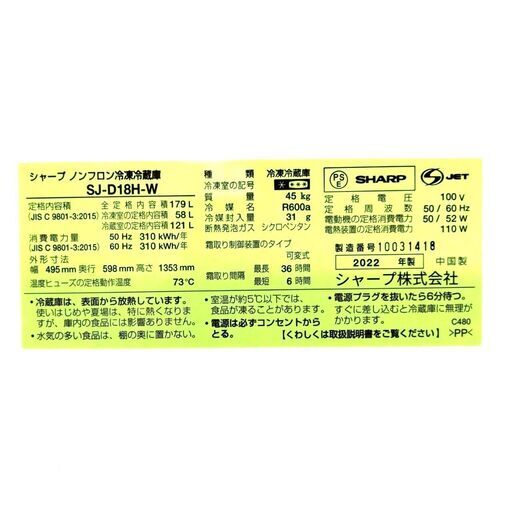 シャープ ノンフロン冷凍冷蔵庫
SJ-D18H-W
定格内容積 全定格内容積 179 L
(JIS C 9801-3:2015) 冷凍室の定格内容積 58 L
冷蔵室の定格内容積 121 L
消費電力量 50 Hz 310 kWh/年
(JIS C 9801-3:2015) 60 Hz 310 kWh/年
外形寸法
幅 495mm 奥行 598 mm 高さ 1353 mm
温度ヒューズの定格動作温度 73℃
種類 冷凍冷蔵庫
冷凍室の記号 * ***
質量 45 kg
冷媒名 R600a
冷媒封入量 31 g
断熱発泡ガス シクロペンタン
霜取り制御装置のタイプ
可変式
霜取り間隔 最長 36 時間
最短 6 時間
PS
E
SHARP
S JET
定格電圧 100 V
定格周波数 50 / 60 Hz
電動機の定格消費電力 50 / 52 W
電熱装置の定格消費電力 110 W
製造番号 10031418
2022 年製 中国製
シャープ株式会社
・冷蔵庫は、表面から放熱しています。
使いはじめや夏場は、特に熱くなりま
すが、庫内の食品には影響ありません。
・水気の多い食品は、棚の奥に置かない。
・室温が約5℃以下では、
食品が凍ることがあります。
・電源は必ずコンセントから
とる。
・電源プラグを抜いたら6分待つ。
すぐに差し込むと冷蔵庫に無理が
かかります。
C480
【くわしくは取扱説明書をご覧ください】
>PP<